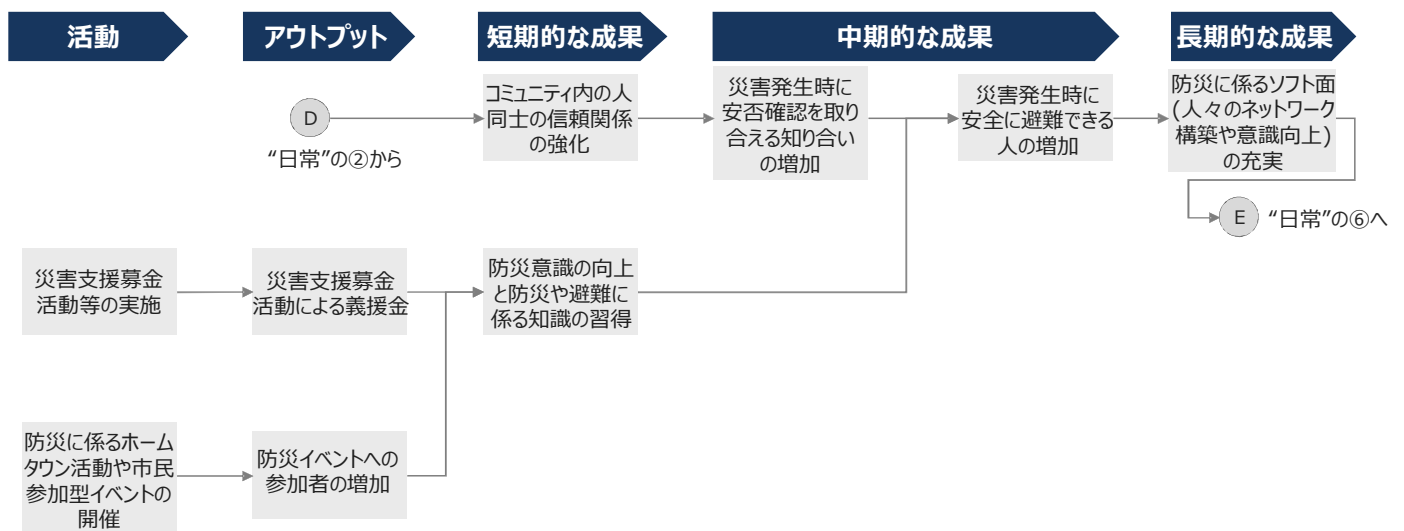 活動
アウトプット
短期的な成果
中期的な成果
長期的な成果
D
“日常”の②から
コミュニティ内の人
同士の信頼関係
の強化
災害発生時に
安否確認を取り
合える知り合い
の増加
災害発生時に
安全に避難できる
人の増加
防災に係るソフト面
(人々のネットワーク
構築や意識向上)
の充実
E
“日常”の⑥へ
災害支援募金
活動等の実施
災害支援募金
活動による義援金
防災意識の向上
と防災や避難に
係る知識の習得
防災に係るホーム
タウン活動や市民
参加型イベントの
開催
防災イベントへの
参加者の増加